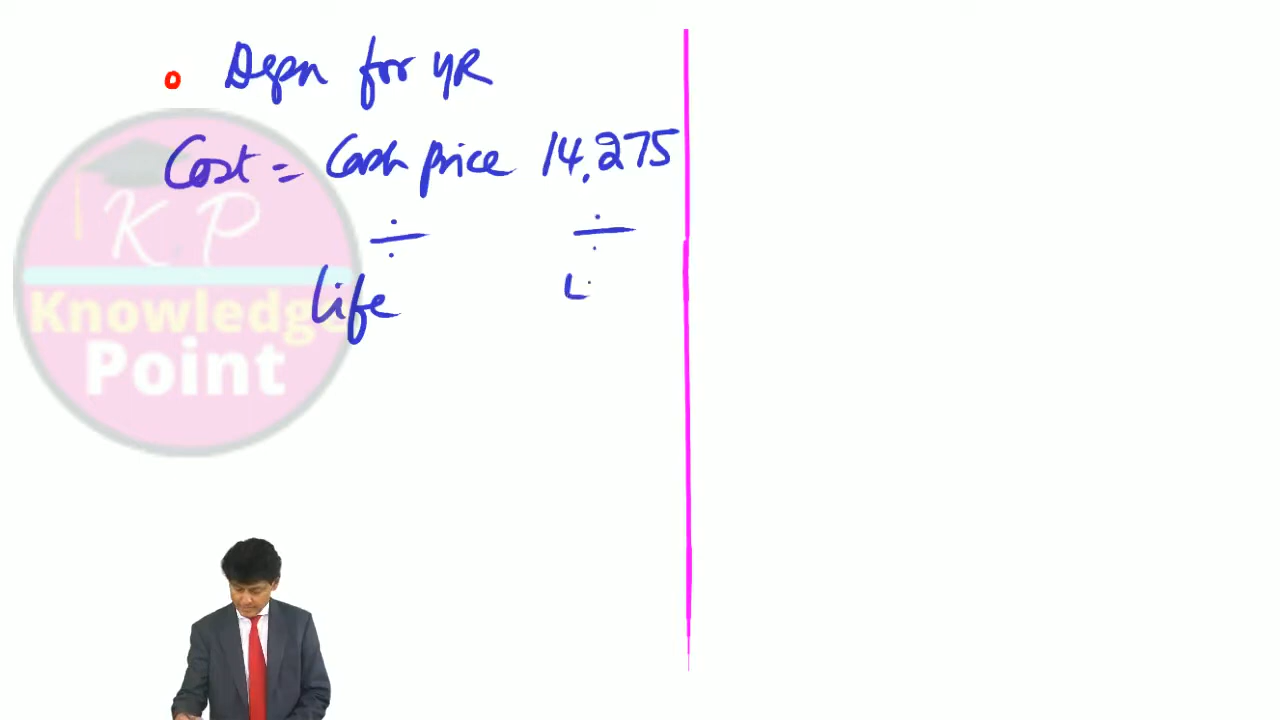 Depn for YR
Cost = Cash price 14,275
÷ ÷
life
K.P
Knowledge
Point